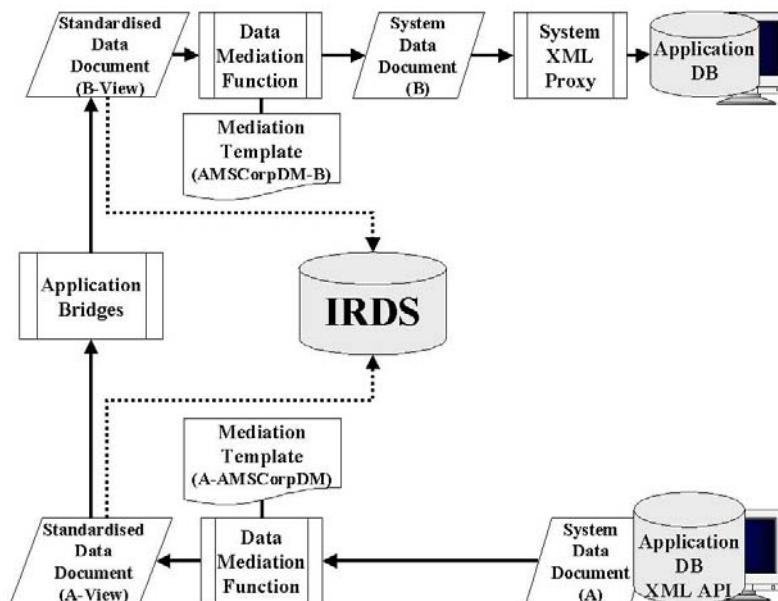 Standardised
Data
Document
(B-View)
Data
Mediation
Function
System
Data
Document
(B)
System
XML
Proxy
Application
DB
Mediation
Template
(AMSCorpDM-B)
Application
Bridges
IRDS
Mediation
Template
(A-AMSCorpDM)
Standardised
Data
Document
(A-View)
Data
Mediation
Function
System
Data
Document
(A)
Application
DB
XML API